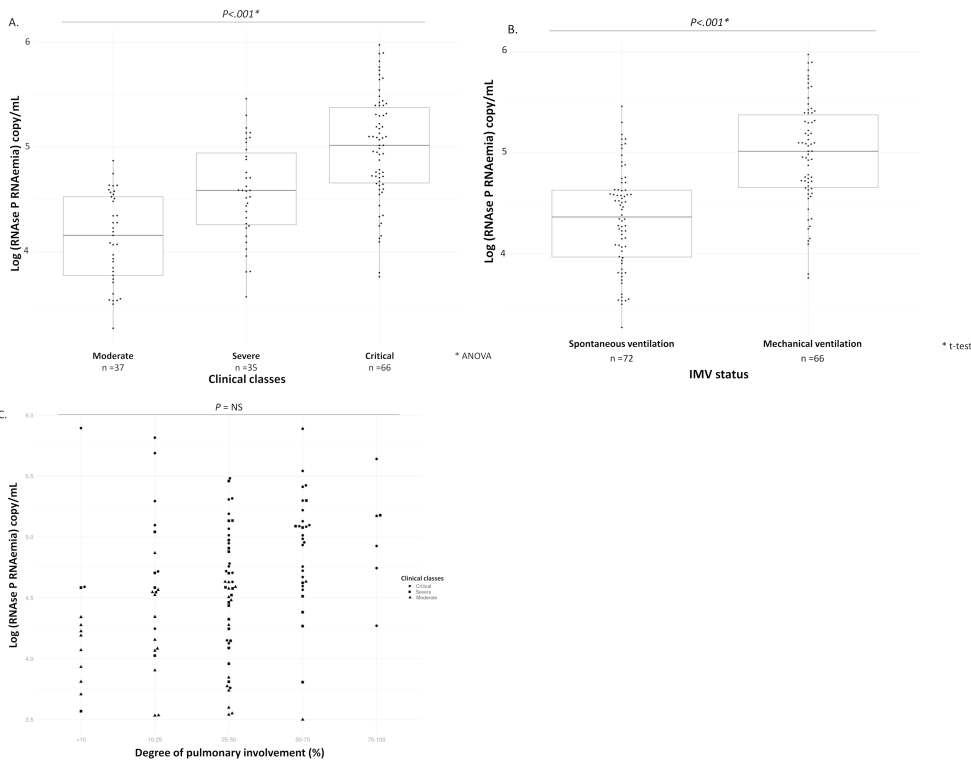 A.
P<.001*
Log (RNAse P RNAemia) copy/mL
6
5
4
Moderate
n =37
Severe
n =35
Critical
n =66
* ANOVA
Clinical classes
B.
P<.001*
Log (RNAse P RNAemia) copy/mL
6
5
4
Spontaneous ventilation
n =72
Mechanical ventilation
n =66
* t-test
IMV status
C.
P = NS
Log (RNAse P RNAemia) copy/mL
6.0
5.5
5.0
4.5
4.0
3.5
<10
10-25
25-50
50-75
75-100
Degree of pulmonary involvement (%)
Clinical classes
Critical
Severe
Moderate